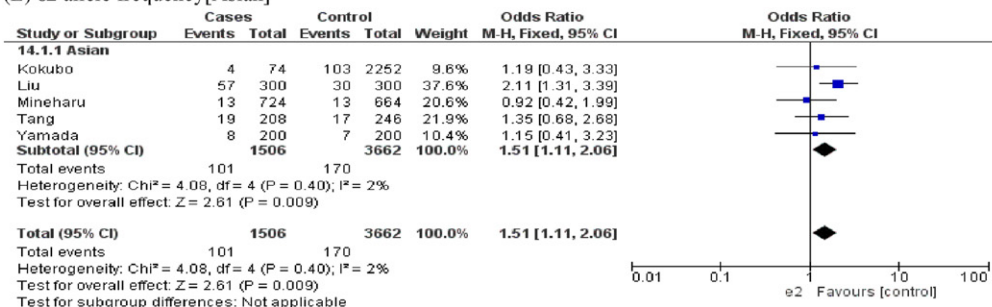 Cases Control Odds Ratio Odds Ratio
Study or Subgroup Events Total Events Total Weight M-H, Fixed, 95% CI M-H, Fixed, 95% CI
14.1.1 Asian
Kokubo 4 74 103 2252 9.6% 1.19 [0.43, 3.33]
Liu 57 300 30 300 37.6% 2.11 [1.31, 3.39]
Mineharu 13 724 13 664 20.6% 0.92 [0.42, 1.99]
Tang 19 208 17 246 21.9% 1.35 [0.68, 2.68]
Yamada 8 200 7 200 10.4% 1.15 [0.41, 3.23]
Subtotal (95% CI) 1506 3662 100.0% 1.51 [1.11, 2.06]
Total events 101 170
Heterogeneity: Chi² = 4.08, df = 4 (P = 0.40); I² = 2%
Test for overall effect: Z = 2.61 (P = 0.009)
Total (95% CI) 1506 3662 100.0% 1.51 [1.11, 2.06]
Total events 101 170
Heterogeneity: Chi² = 4.08, df = 4 (P = 0.40); I² = 2%
Test for overall effect: Z = 2.61 (P = 0.009)
Test for subgroup differences: Not applicable
0.01 0.1 1 10 100
e2 Favours [control]